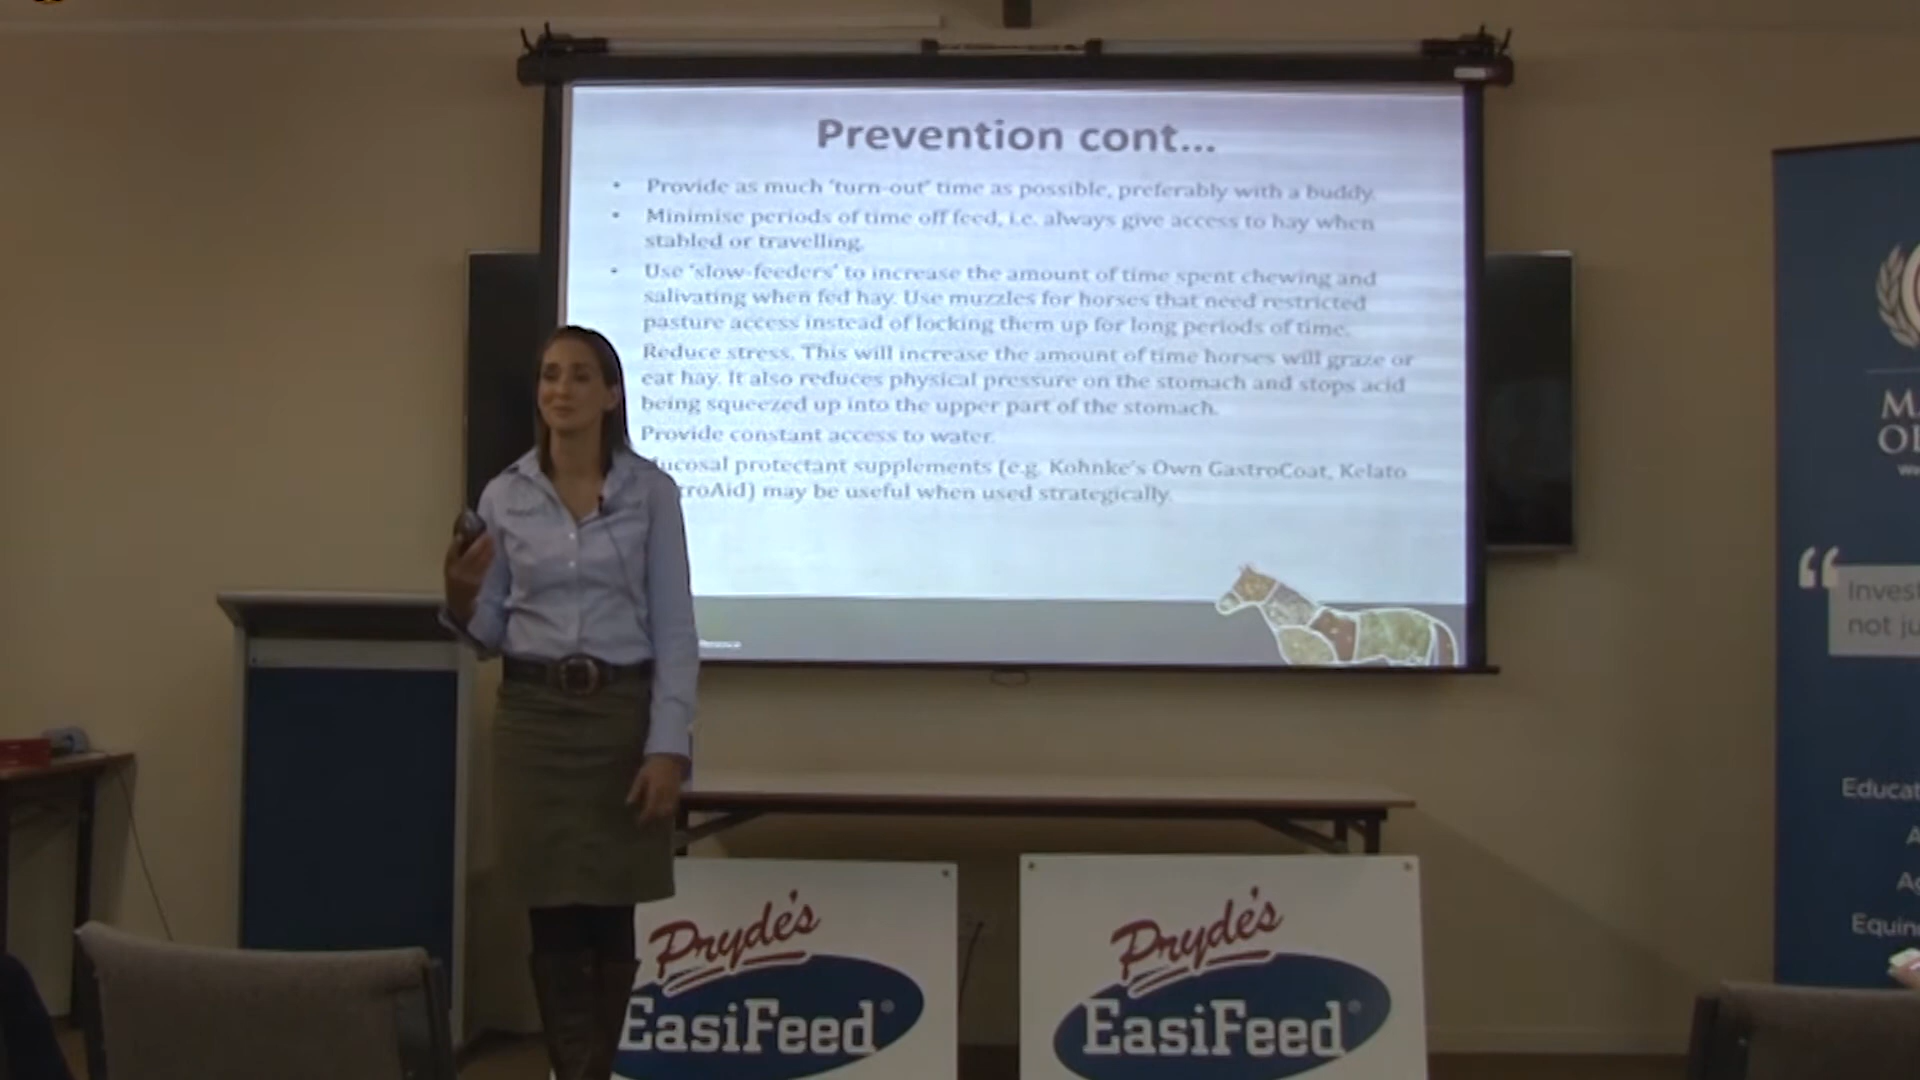 Prevention cont...
• Provide as much 'turn-out' time as possible, preferably with a buddy.
• Minimise periods of time off feed, i.e. always give access to hay when
stabled or travelling.
• Use 'slow-feeders' to increase the amount of time spent chewing and
salivating when fed hay. Use muzzles for horses that need restricted
pasture access instead of locking them up for long periods of time.
Reduce stress. This will increase the amount of time horses will graze or
eat hay. It also reduces physical pressure on the stomach and stops acid
being squeezed up into the upper part of the stomach.
Provide constant access to water.
ucosal protectant supplements (e.g. Kohnke's Own GastroCoat, Kelato
troAid) may be useful when used strategically.
Pryde's
EasiFeed®
Pryde's
EasiFeed®
“
Invest
not ju
Educat
Equin